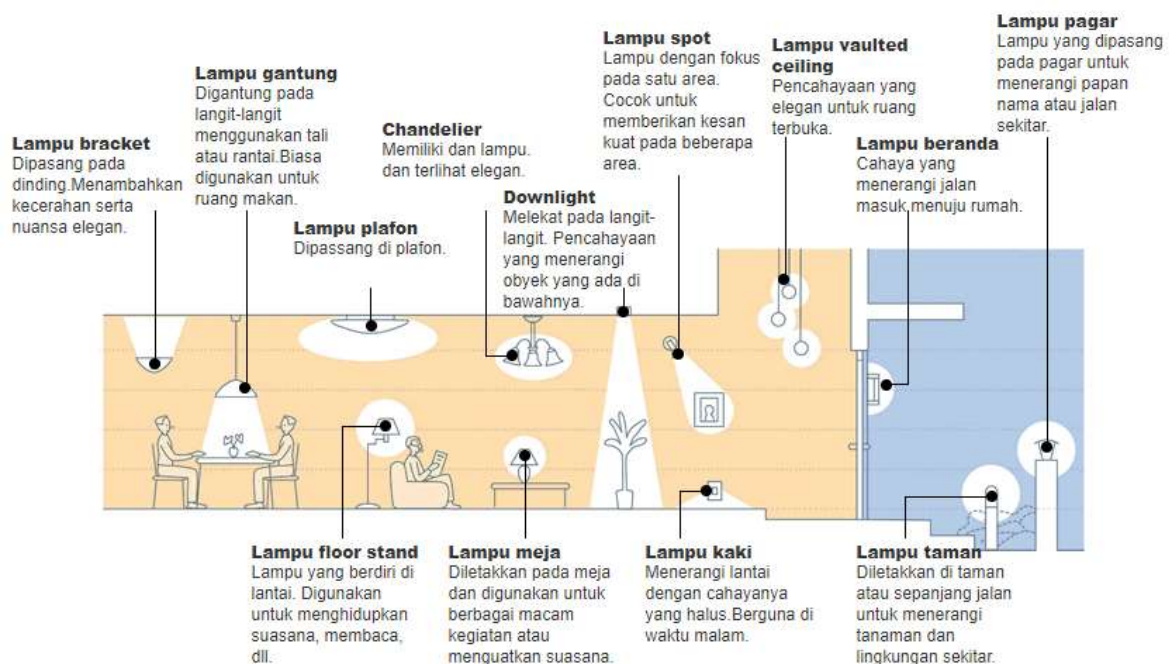 Lampu bracket
Dipasang pada
dinding.Menambahkan
kecerahan serta
nuansa elegan.
Lampu gantung
Digantung pada
langit-langit
menggunakan tali
atau rantai.Biasa
digunakan untuk
ruang makan.
Lampu plafon
Dipassang di plafon.
Chandelier
Memiliki dan lampu.
dan terlihat elegan.
Downlight
Melekat pada langit-
langit. Pencahayaan
yang menerangi
obyek yang ada di
bawahnya.
Lampu spot
Lampu dengan fokus
pada satu area.
Cocok untuk
memberikan kesan
kuat pada beberapa
area.
Lampu vaulted
ceiling
Pencahayaan yang
elegan untuk ruang
terbuka.
Lampu beranda
Cahaya yang
menerangi jalan
masuk menuju rumah.
Lampu pagar
Lampu yang dipasang
pada pagar untuk
menerangi papan
nama atau jalan
sekitar.
Lampu floor stand
Lampu yang berdiri di
lantai. Digunakan
untuk menghidupkan
suasana, membaca,
dll.
Lampu meja
Diletakkan pada meja
dan digunakan untuk
berbagai macam
kegiatan atau
menguatkan suasana.
Lampu kaki
Menerangi lantai
dengan cahayanya
yang halus.Berguna di
waktu malam.
Lampu taman
Diletakkan di taman
atau sepanjang jalan
untuk menerangi
tanaman dan
lingkungan sekitar.